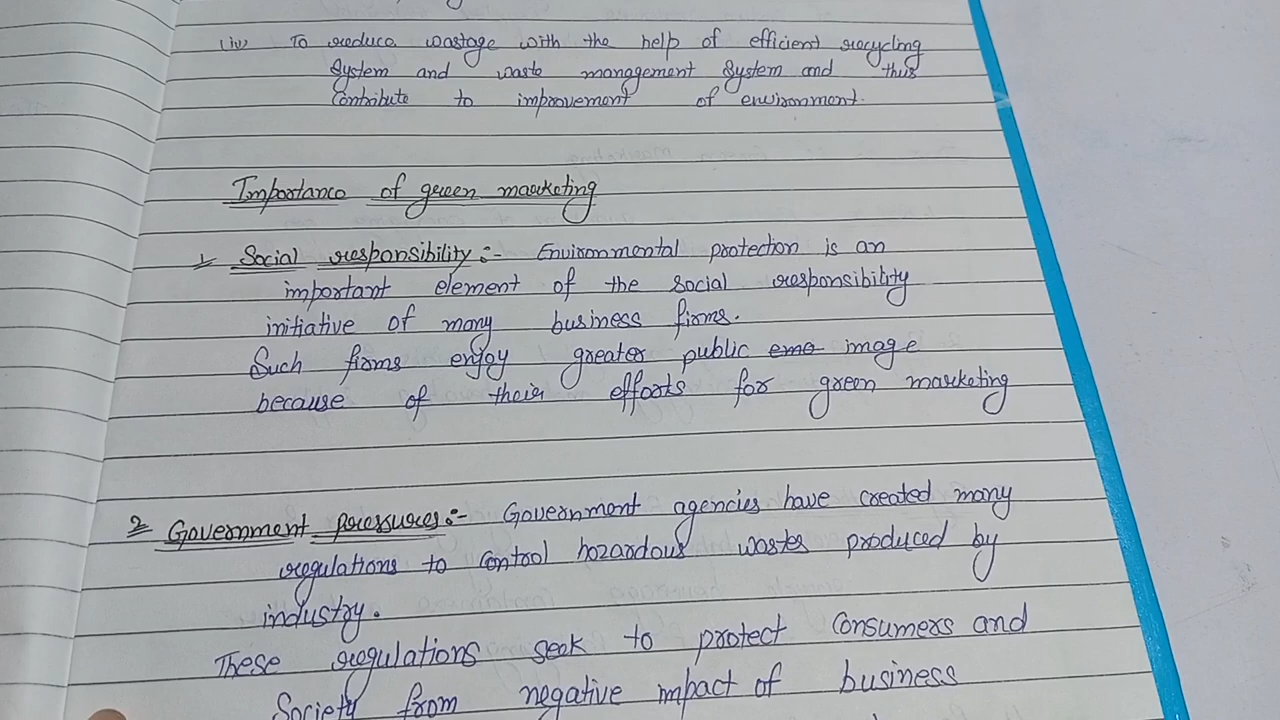 (iv) To reduce wastage with the help of efficient recycling
System and waste management System and thus
Contribute to improvement of environment.
Importance of green marketing
1. Social responsibility :- Environmental protection is an
important element of the social responsibility
initiative of many business firms.
Such firms enjoy greater public eme image
because of their efforts for green marketing
2. Government pressures :- Government agencies have created many
regulations to control hazardous wastes produced by
industry.
These regulations seek to protect consumers and
Society from negative impact of business